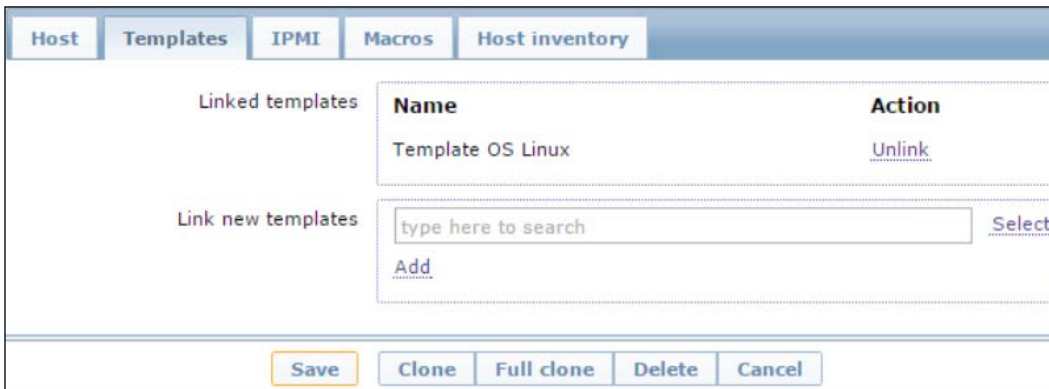 Host Templates IPMI Macros Host inventory
Linked templates Name Action
Template OS Linux Unlink
Link new templates type here to search Select
Add
Save Clone Full clone Delete Cancel